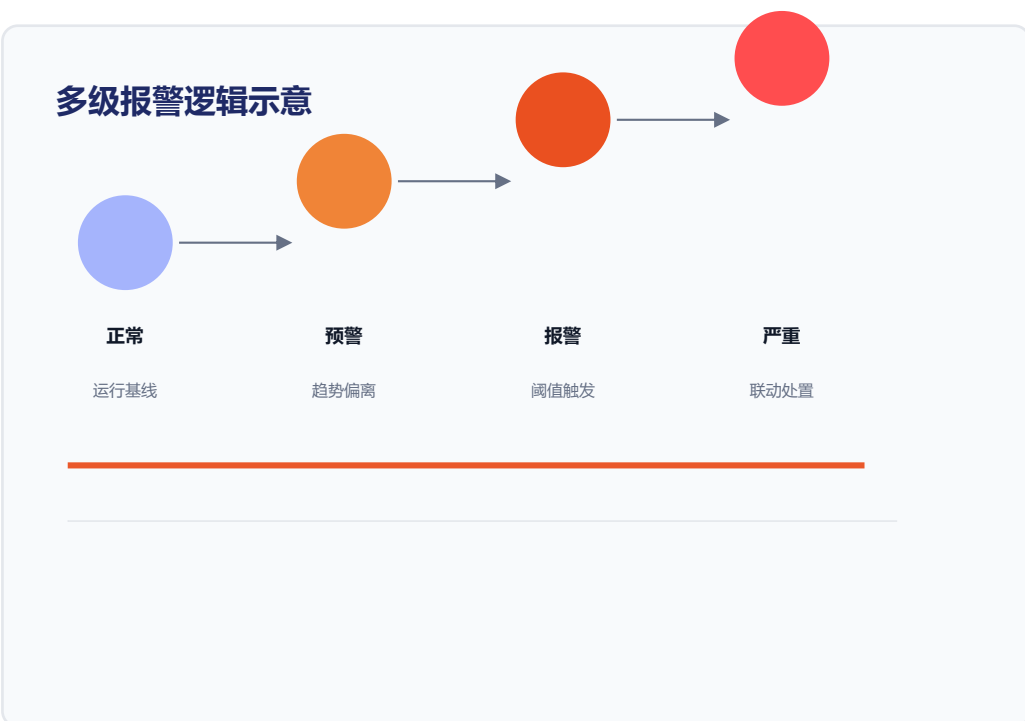 多级报警逻辑示意
正常
预警
报警
严重
运行基线
趋势偏离
阈值触发
联动处置